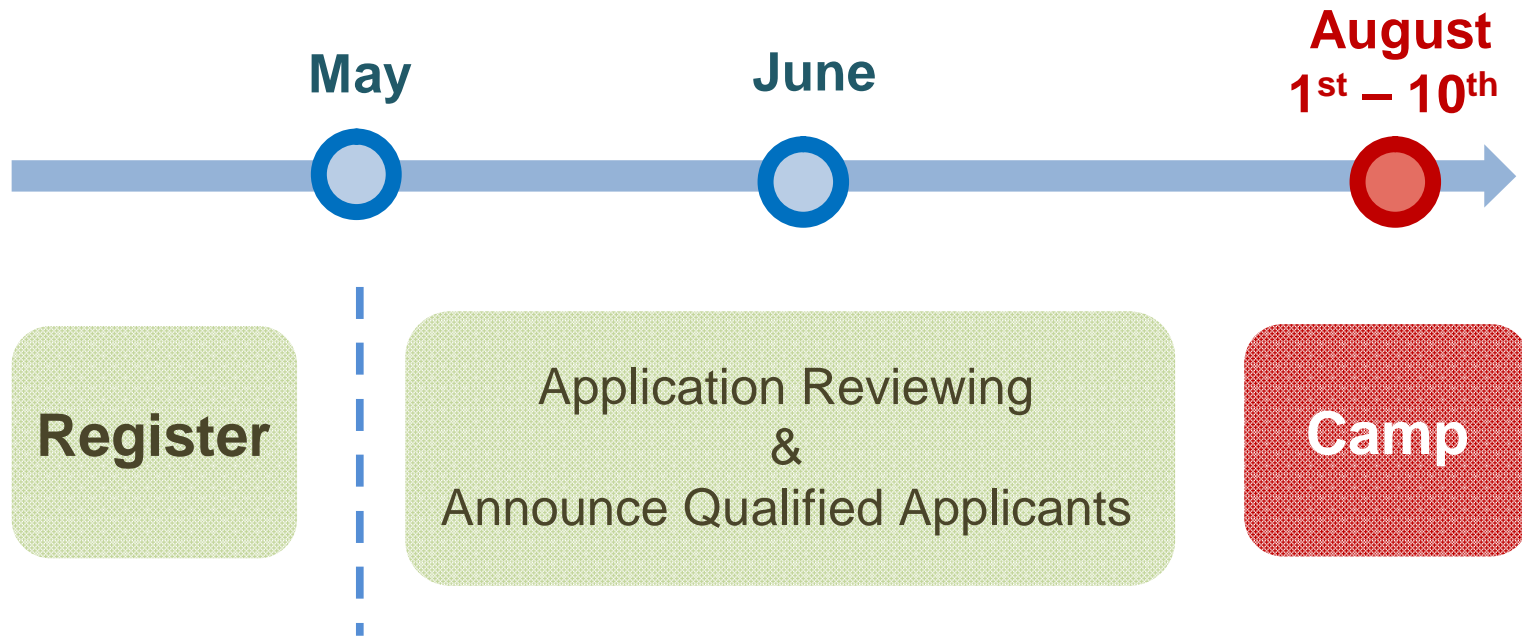 May
June
August
1st – 10th
Register
Application Reviewing
&
Announce Qualified Applicants
Camp